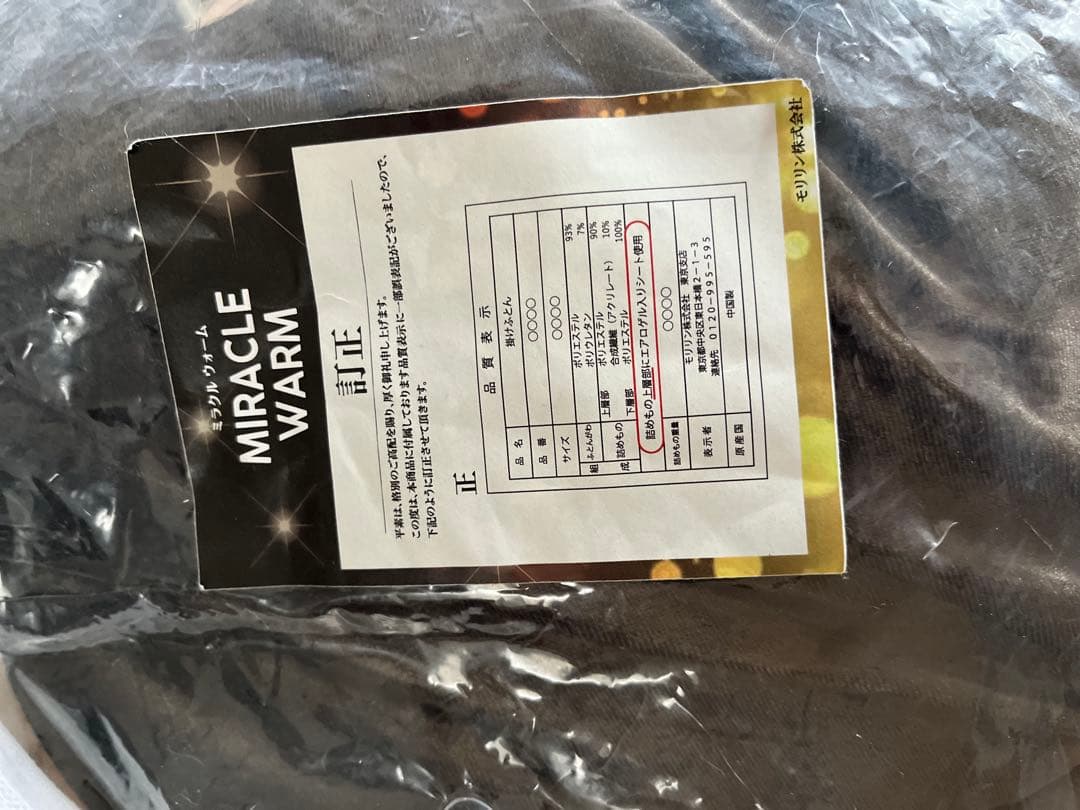 ミラクルウォーム
MIRACLE
WARM
訂正
平素は、格別のご高配を賜り、厚く御礼申し上げます。
この度は、本商品に付属しております品質表示に一部誤表記がございましたので、
下記のように訂正させて頂きます。
正
品 質 表 示
品 名 掛けふとん
品 番 ○○○○
サイズ ○○○○
組成 ふとんがわ ポリエステル 93%
ポリウレタン 7%
詰めもの 上層部 ポリエステル 90%
合成繊維(アクリレート) 10%
下層部 ポリエステル 100%
詰めもの上層部にエアロゲル入りシート使用
詰めもの重量 ○○○○
表示者 モリリン株式会社 東京支店
東京都中央区東日本橋2-1-3
連絡先 0120-995-595
原産国 中国製
モリリン株式会社